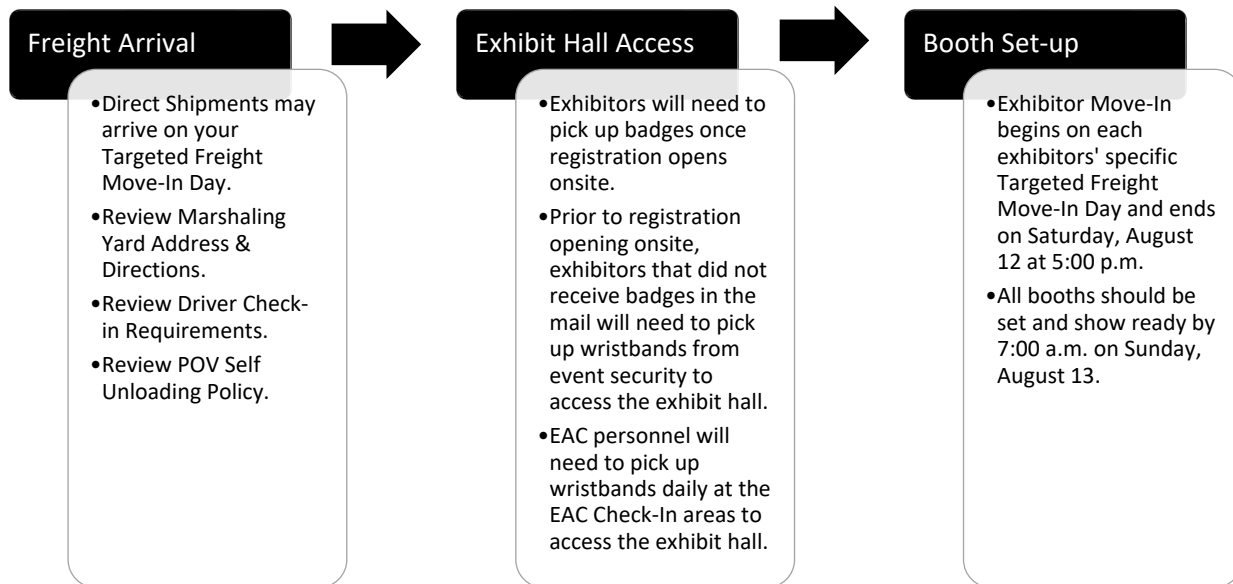 Freight Arrival
•Direct Shipments may
arrive on your
Targeted Freight
Move-In Day.
•Review Marshaling
Yard Address &
Directions.
•Review Driver Check-
in Requirements.
•Review POV Self
Unloading Policy.
Exhibit Hall Access
•Exhibitors will need to
pick up badges once
registration opens
onsite.
•Prior to registration
opening onsite,
exhibitors that did not
receive badges in the
mail will need to pick
up wristbands from
event security to
access the exhibit hall.
•EAC personnel will
need to pick up
wristbands daily at the
EAC Check-In areas to
access the exhibit hall.
Booth Set-up
•Exhibitor Move-In
begins on each
exhibitors' specific
Targeted Freight
Move-In Day and ends
on Saturday, August
12 at 5:00 p.m.
•All booths should be
set and show ready by
7:00 a.m. on Sunday,
August 13.